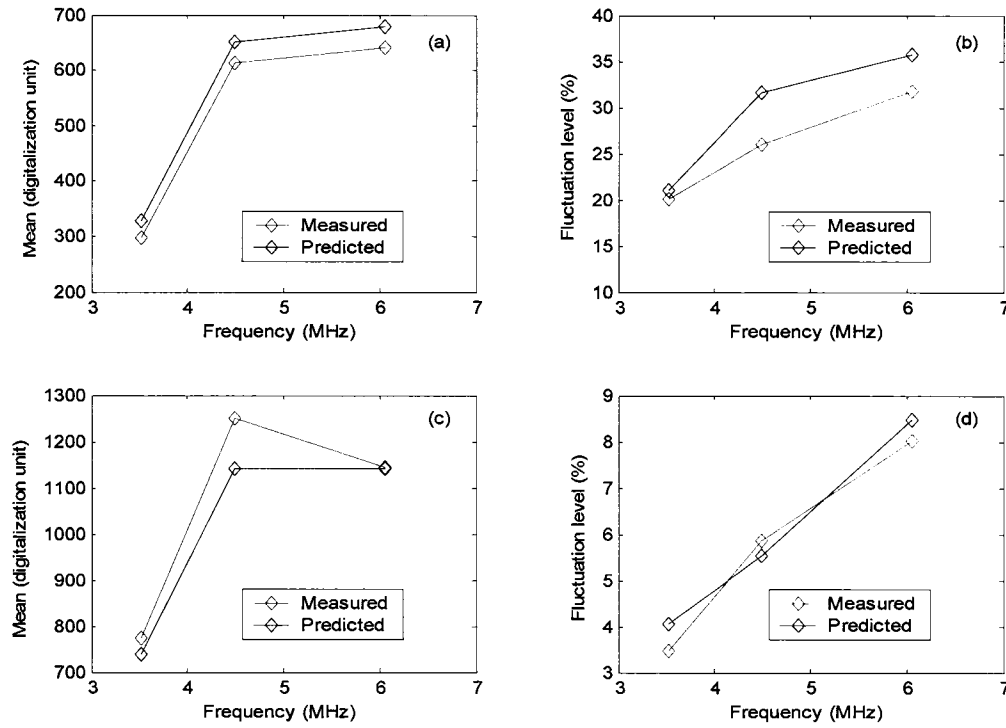 700
600
500
400
300
200
Mean (digitalization unit)
(a)
Measured
Predicted
3 4 5 6 7
Frequency (MHz)
40
35
30
25
20
15
10
Fluctuation level (%)
(b)
Measured
Predicted
3 4 5 6 7
Frequency (MHz)
1300
1200
1100
1000
900
800
700
Mean (digitalization unit)
(c)
Measured
Predicted
3 4 5 6 7
Frequency (MHz)
9
8
7
6
5
4
3
Fluctuation level (%)
(d)
Measured
Predicted
3 4 5 6 7
Frequency (MHz)